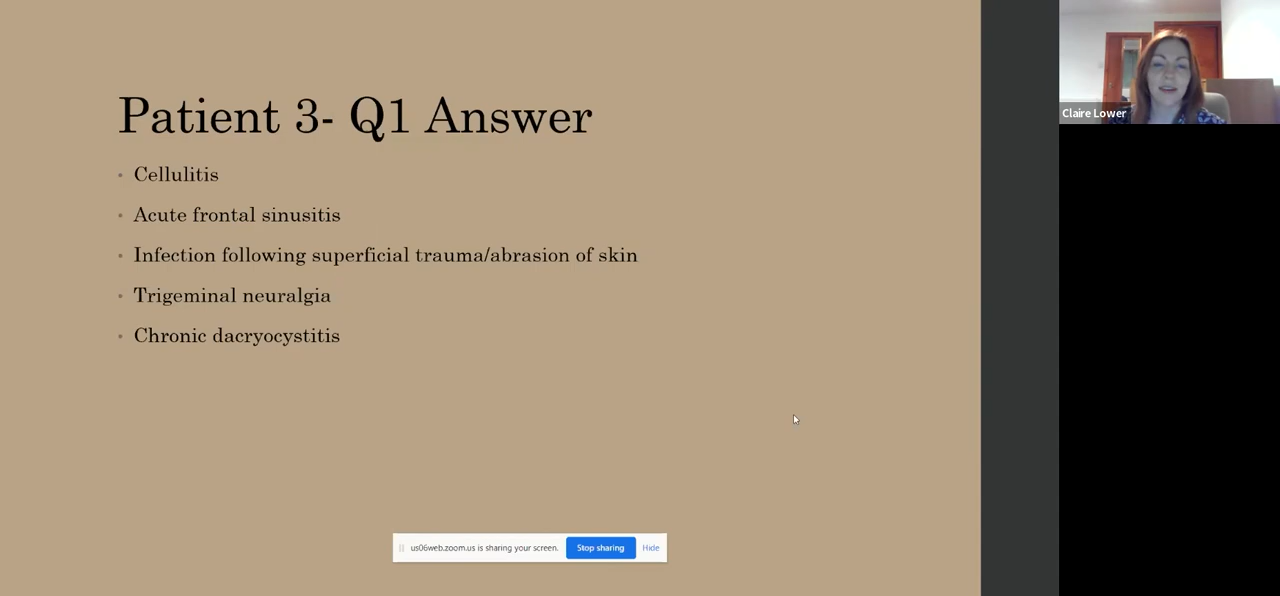 Patient 3- Q1 Answer
Cellulitis
Acute frontal sinusitis
Infection following superficial trauma/abrasion of skin
Trigeminal neuralgia
Chronic dacryocystitis
us06web.zoom.us is sharing your screen. Stop sharing Hide
Claire Lower